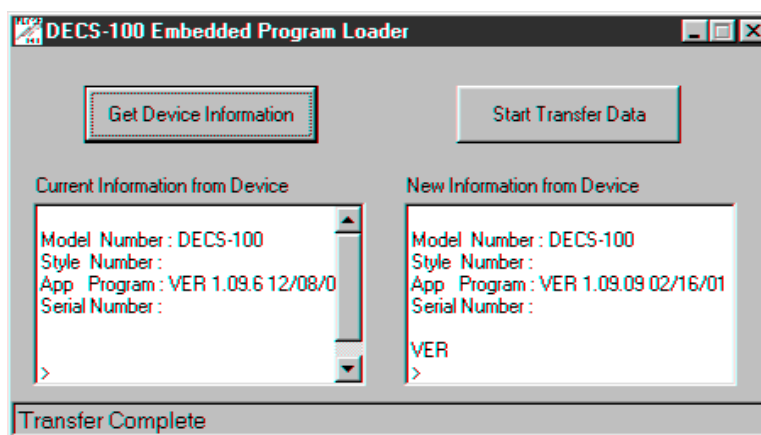 DECS-100 Embedded Program Loader
Get Device Information
Start Transfer Data
Current Information from Device
Model Number : DECS-100
Style Number :
App Program : VER 1.09.6 12/08/0
Serial Number :
>
New Information from Device
Model Number : DECS-100
Style Number :
App Program : VER 1.09.09 02/16/01
Serial Number :
VER
>
Transfer Complete